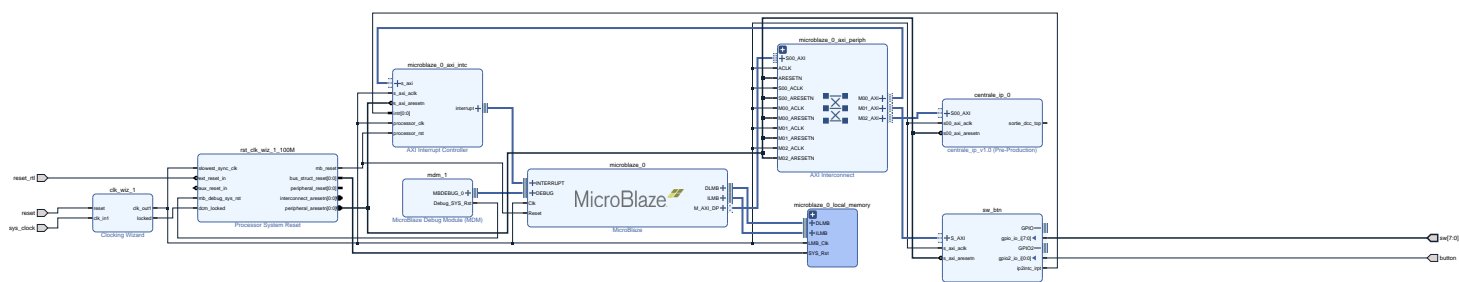 reset_rtl
reset
sys_clock
clk_wiz_1
reset
clk_in1
clk_out1
locked
Clocking Wizard
rst_clk_wiz_1_100M
slowest_sync_clk
ext_reset_in
aux_reset_in
mb_debug_sys_rst
dcm_locked
mb_reset
bus_struct_reset[0:0]
peripheral_reset[0:0]
interconnect_aresetn[0:0]
peripheral_aresetn[0:0]
Processor System Reset
microblaze_0_axi_intc
s_axi
s_axi_aclk
s_axi_aresetn
intr[0:0]
processor_clk
processor_rst
interrupt
AXI Interrupt Controller
mdm_1
MBDEBUG_0
Debug_SYS_Rst
MicroBlaze Debug Module (MDM)
microblaze_0
INTERRUPT
DEBUG
Clk
Reset
MicroBlaze
DLMB
ILMB
M_AXI_DP
MicroBlaze
microblaze_0_axi_periph
S00_AXI
ACLK
ARESETN
S00_ACLK
S00_ARESETN
M00_ACLK
M00_ARESETN
M01_ACLK
M01_ARESETN
M02_ACLK
M02_ARESETN
M00_AXI
M01_AXI
M02_AXI
AXI Interconnect
microblaze_0_local_memory
DLMB
ILMB
LMB_Clk
SYS_Rst
centrale_ip_0
S00_AXI
s00_axi_aclk
s00_axi_aresetn
sortie_dcc_top
centrale_ip_v1.0 (Pre-Production)
sw_btn
S_AXI
s_axi_aclk
s_axi_aresetn
GPIO
gpio_io_i[7:0]
GPIO2
gpio2_io_i[0:0]
ip2intc_irpt
AXI GPIO
sw[7:0]
button